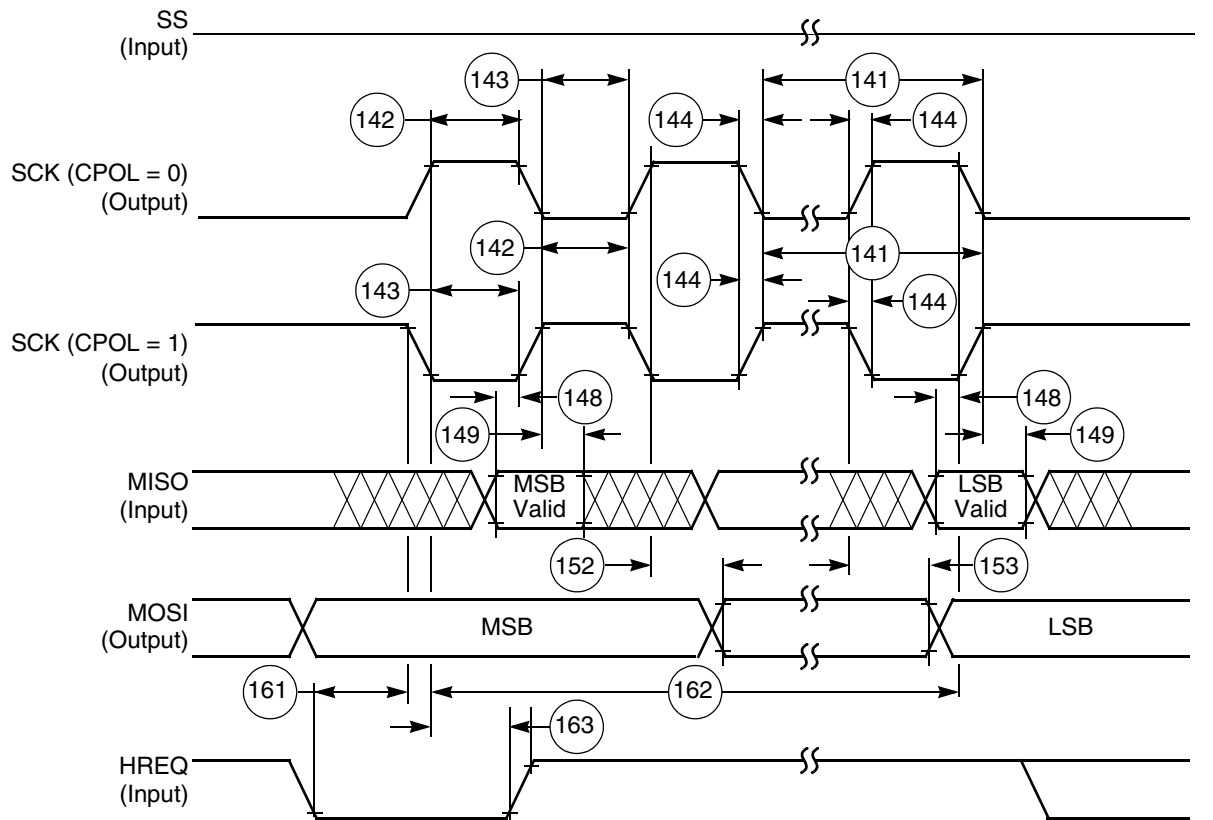 SS
(Input)
143
141
142
144
144
SCK (CPOL = 0)
(Output)
142
141
143
144
144
SCK (CPOL = 1)
(Output)
148
148
149
149
MISO
(Input)
MSB
Valid
LSB
Valid
152
153
MOSI
(Output)
MSB
LSB
161
162
163
HREQ
(Input)